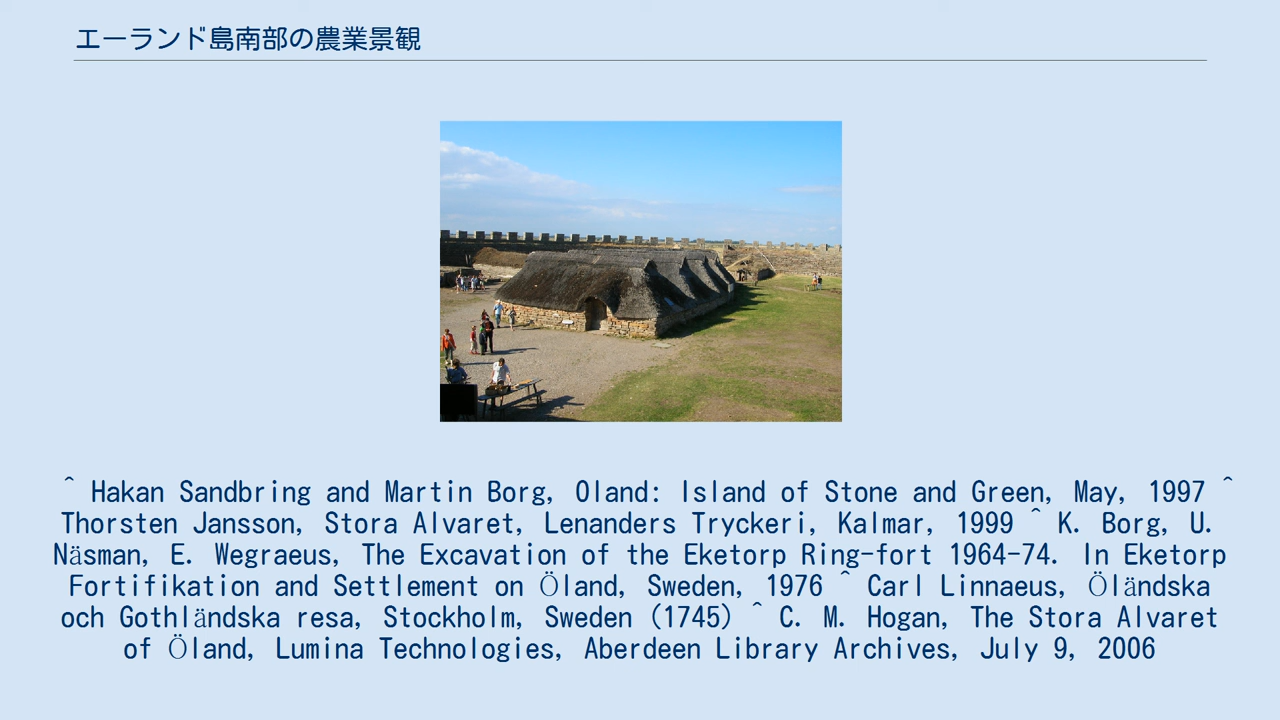 エーランド島南部の農業景観
^ Hakan Sandbring and Martin Borg, Oland: Island of Stone and Green, May, 1997 ^
Thorsten Jansson, Stora Alvaret, Lenanders Tryckeri, Kalmar, 1999 ^ K. Borg, U.
Näsman, E. Wegraeus, The Excavation of the Eketorp Ring-fort 1964-74. In Eketorp
Fortifikation and Settlement on Öland, Sweden, 1976 ^ Carl Linnaeus, Öländska
och Gothländska resa, Stockholm, Sweden (1745) ^ C. M. Hogan, The Stora Alvaret
of Öland, Lumina Technologies, Aberdeen Library Archives, July 9, 2006